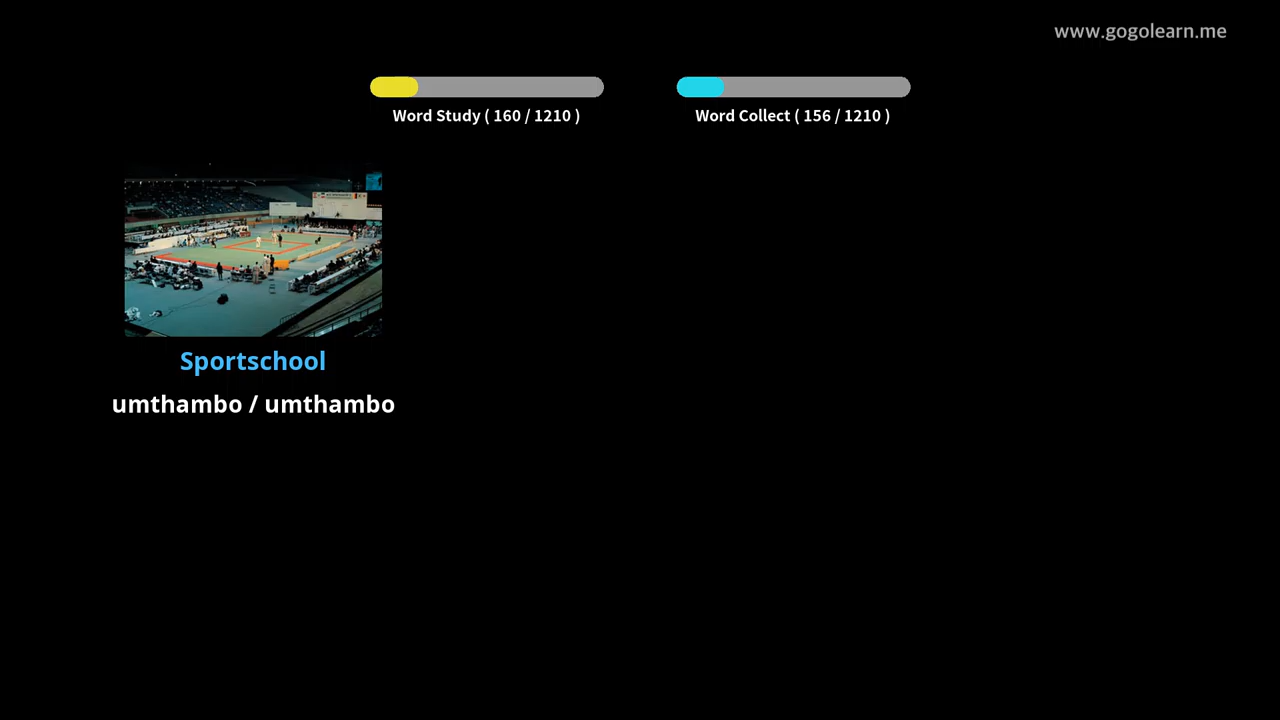 www.gogolearn.me
Word Study ( 160 / 1210 )
Word Collect ( 156 / 1210 )
Sportschool
umthambo / umthambo